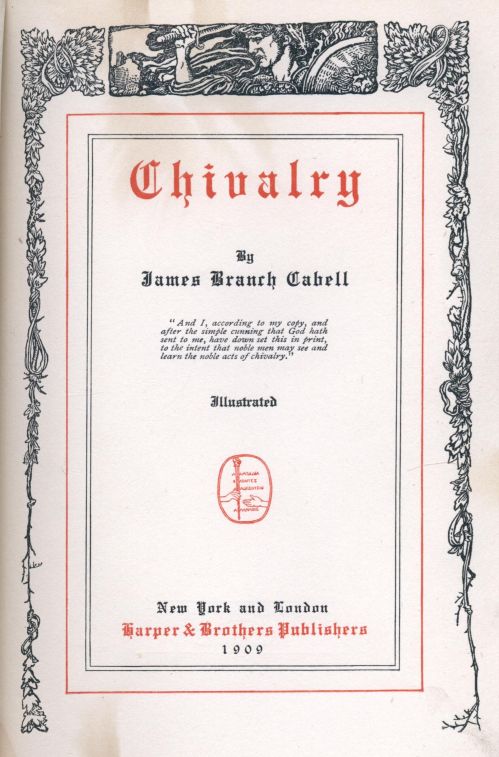 Chivalry
By
James Branch Cabell
"And I, according to my copy, and
after the simple cunning that God hath
sent to me, have down set this in print,
to the intent that noble men may see and
learn the noble acts of chivalry."
Illustrated
New York and London
Harper & Brothers Publishers
1909